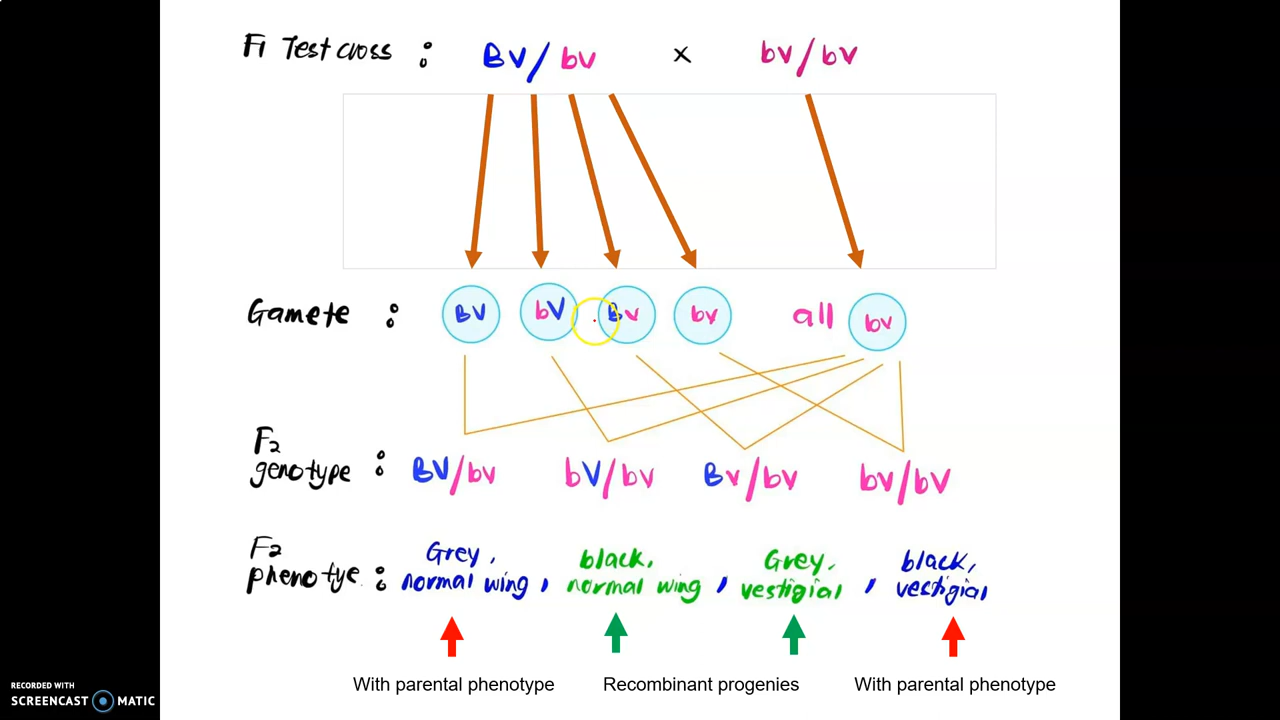 F1 Test cross : BV/bv x bv/bv
Gamete : BV bV Bv bv all bv
F2
genotype : BV/bv bV/bv Bv/bv bv/bv
F2
phenotye : Grey, normal wing, black, normal wing, Grey, vestigial, black, vestigial
With parental phenotype Recombinant progenies With parental phenotype
RECORDED WITH
SCREENCAST MATIC